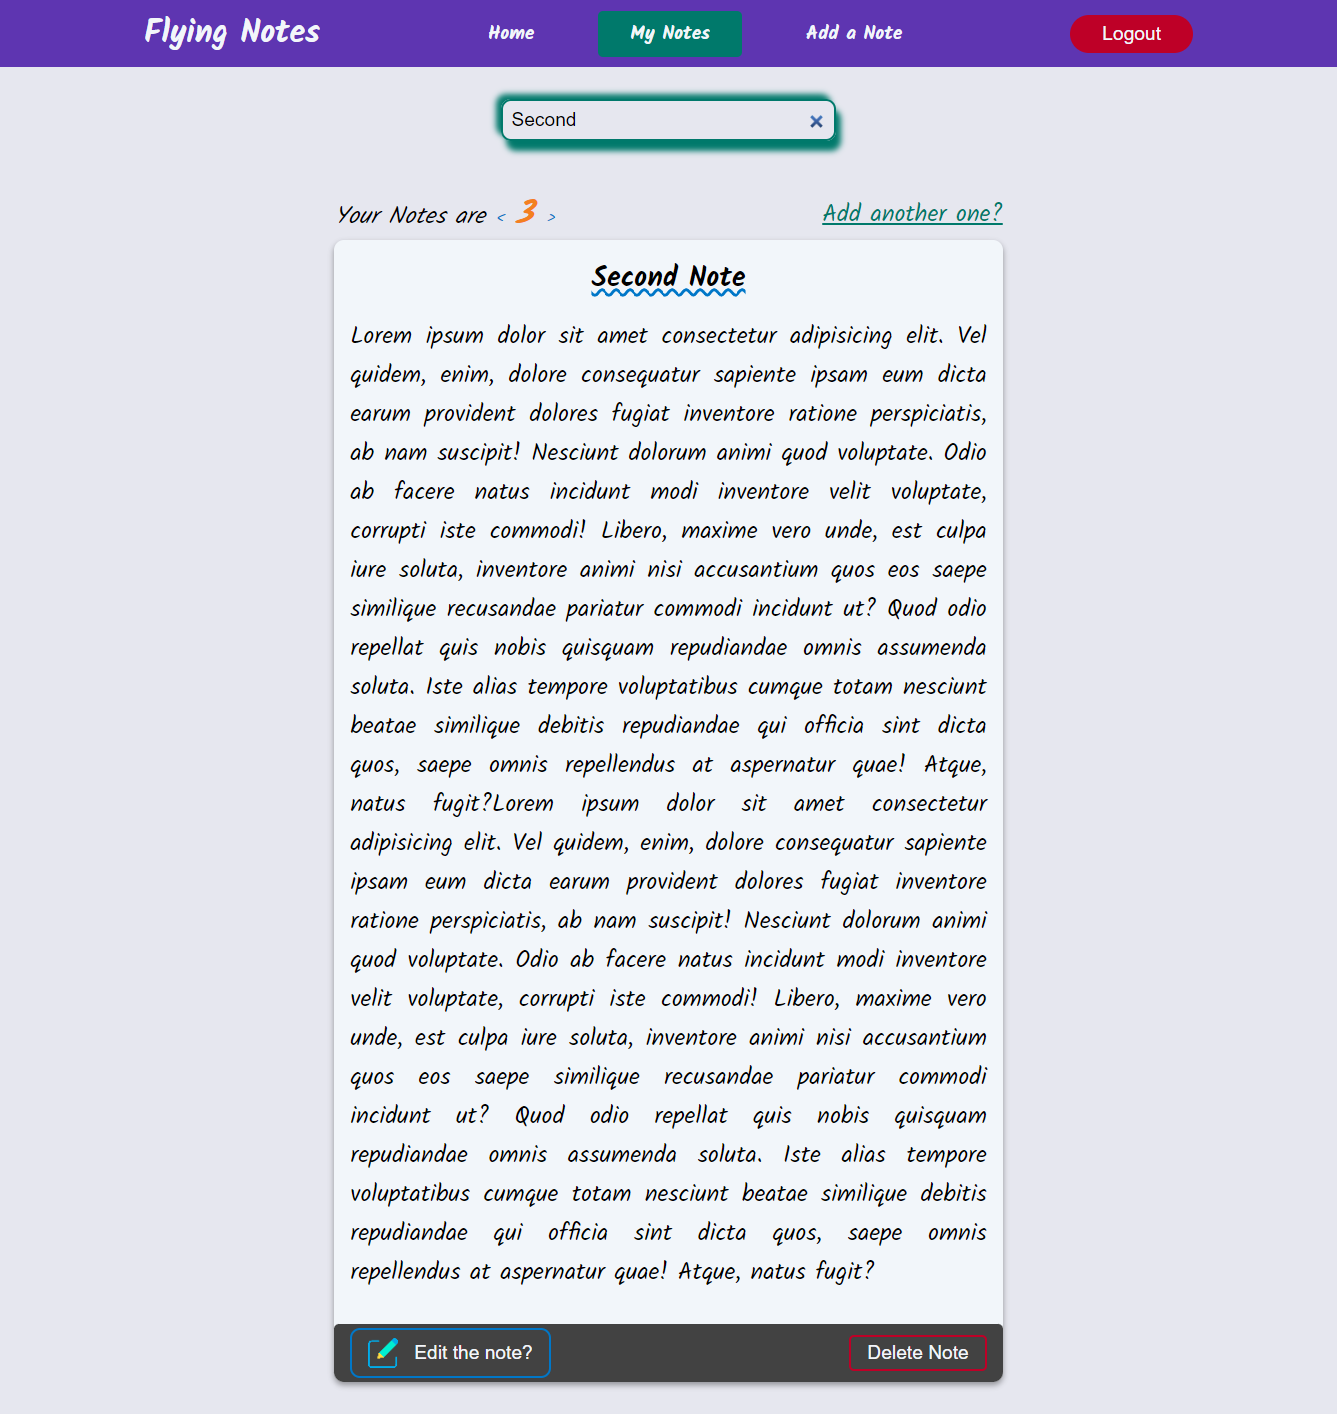 Flying Notes
Home
My Notes
Add a Note
Logout
Second
Your Notes are < 3 >
Add another one?
Second Note
Lorem ipsum dolor sit amet consectetur adipisicing elit. Vel
quidem, enim, dolore consequatur sapiente ipsam eum dicta
earum provident dolores fugiat inventore ratione perspiciatis,
ab nam suscipit! Nesciunt dolorum animi quod voluptate. Odio
ab facere natus incidunt modi inventore velit voluptate,
corrupti iste commodi! Libero, maxime vero unde, est culpa
iure soluta, inventore animi nisi accusantium quos eos saepe
similique recusandae pariatur commodi incidunt ut? Quod odio
repellat quis nobis quisquam repudiandae omnis assumenda
soluta. Iste alias tempore voluptatibus cumque totam nesciunt
beatae similique debitis repudiandae qui officia sint dicta
quos, saepe omnis repellendus at aspernatur quae! Atque,
natus fugit?Lorem ipsum dolor sit amet consectetur
adipisicing elit. Vel quidem, enim, dolore consequatur sapiente
ipsam eum dicta earum provident dolores fugiat inventore
ratione perspiciatis, ab nam suscipit! Nesciunt dolorum animi
quod voluptate. Odio ab facere natus incidunt modi inventore
velit voluptate, corrupti iste commodi! Libero, maxime vero
unde, est culpa iure soluta, inventore animi nisi accusantium
quos eos saepe similique recusandae pariatur commodi
incidunt ut? Quod odio repellat quis nobis quisquam
repudiandae omnis assumenda soluta. Iste alias tempore
voluptatibus cumque totam nesciunt beatae similique debitis
repudiandae qui officia sint dicta quos, saepe omnis
repellendus at aspernatur quae! Atque, natus fugit?
Edit the note?
Delete Note